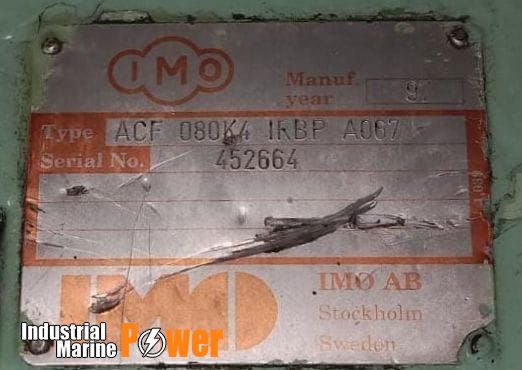 IMO
Manuf.
year
Type ACF 080K4 IRBP A067
Serial No. 452664
IMO
IMO AB
Stockholm
Sweden
Industrial
Marine Power